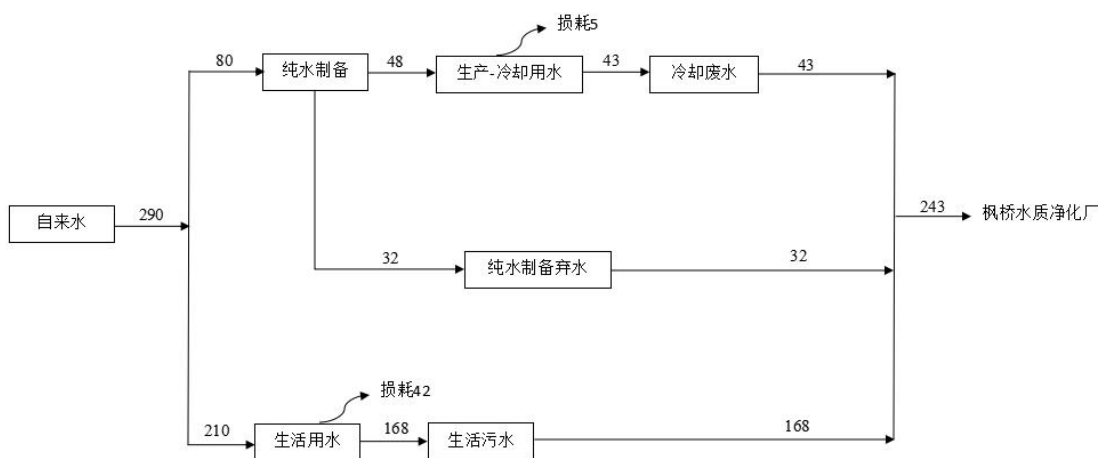 损耗5
80
纯水制备
48
生产-冷却用水
43
冷却废水
43
自来水
290
243
枫桥水质净化厂
32
纯水制备弃水
32
损耗42
210
生活用水
168
生活污水
168